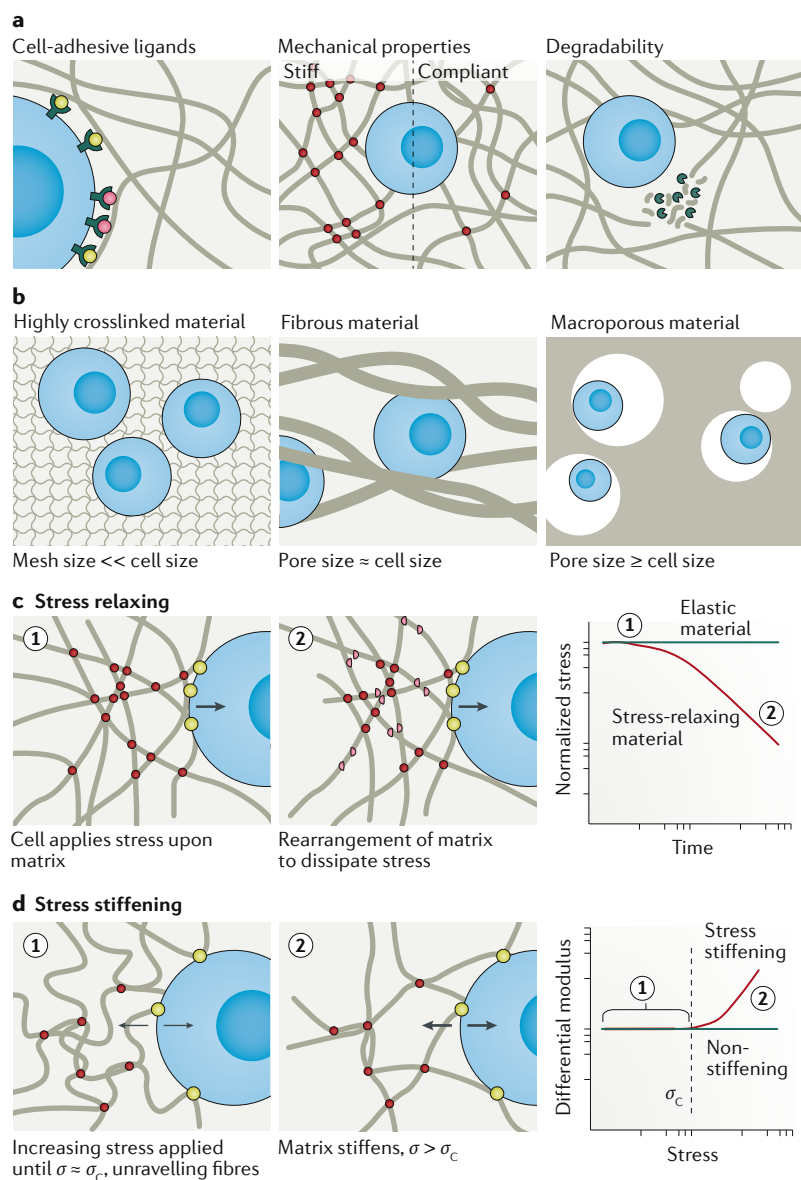 a
Cell-adhesive ligands
Mechanical properties
Degradability
Stiff
Compliant
b
Highly crosslinked material
Fibrous material
Macroporous material
Mesh size << cell size
Pore size ≈ cell size
Pore size ≥ cell size
c Stress relaxing
1
2
Cell applies stress upon
matrix
Rearrangement of matrix
to dissipate stress
Normalized stress
1
Elastic
material
Stress-relaxing
material
2
Time
d Stress stiffening
1
2
Increasing stress applied
until σ ≈ σC, unravelling fibres
Matrix stiffens, σ > σC
Differential modulus
Stress
stiffening
1
2
Non-
stiffening
σC
Stress